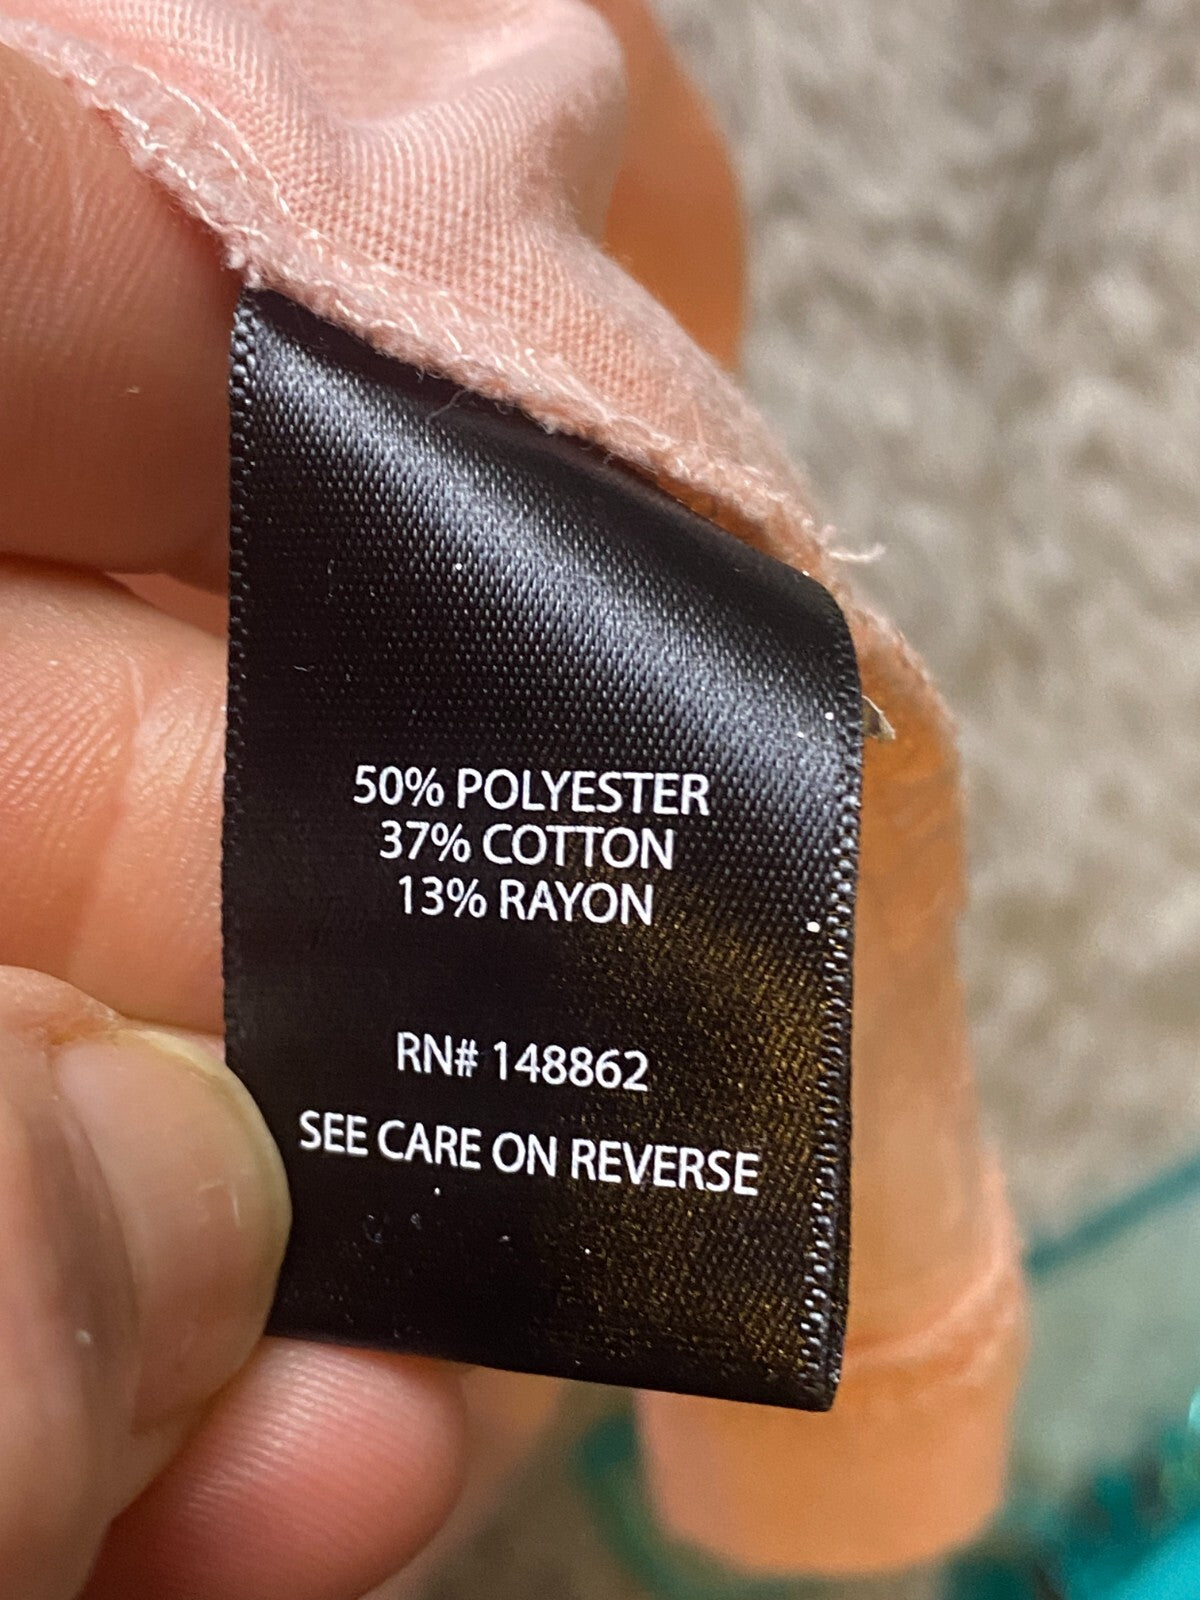 50% POLYESTER
37% COTTON
13% RAYON
RN# 148862
SEE CARE ON REVERSE